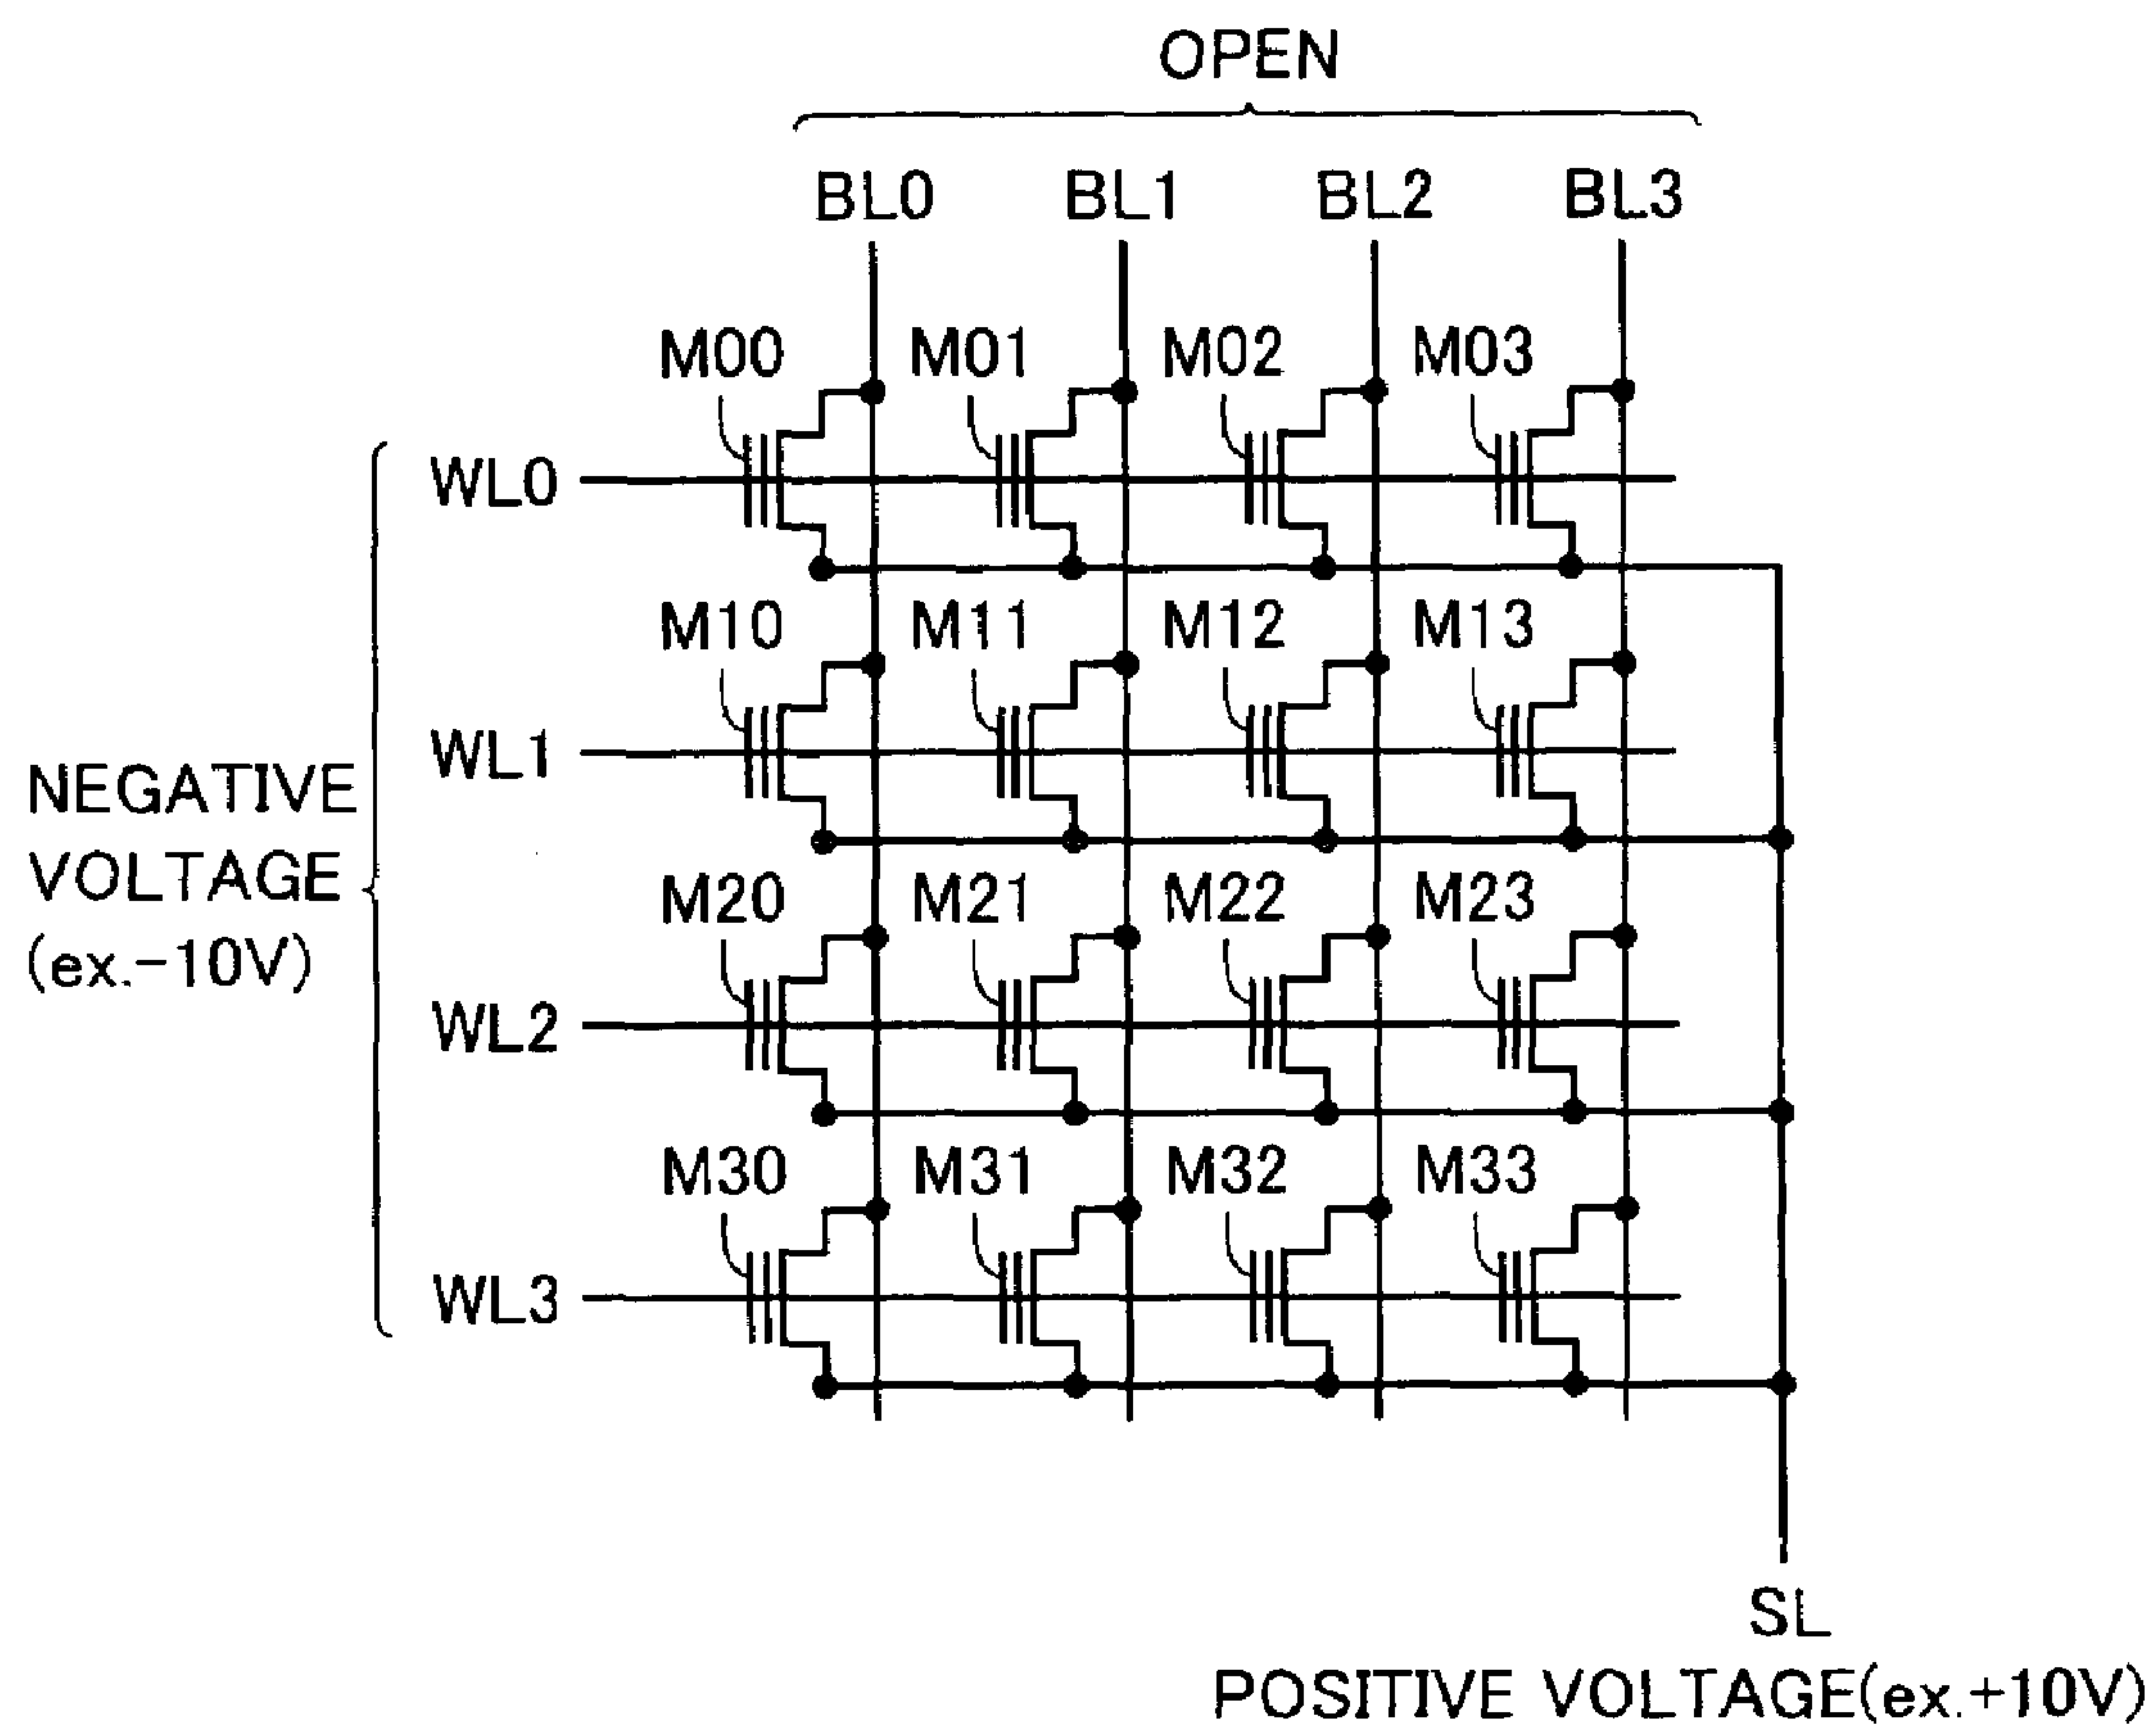 OPEN
BL0 BL1 BL2 BL3
M00 M01 M02 M03
WL0
M10 M11 M12 M13
WL1
NEGATIVE
VOLTAGE
(ex.-10V)
M20 M21 M22 M23
WL2
M30 M31 M32 M33
WL3
SL
POSITIVE VOLTAGE(ex.+10V)